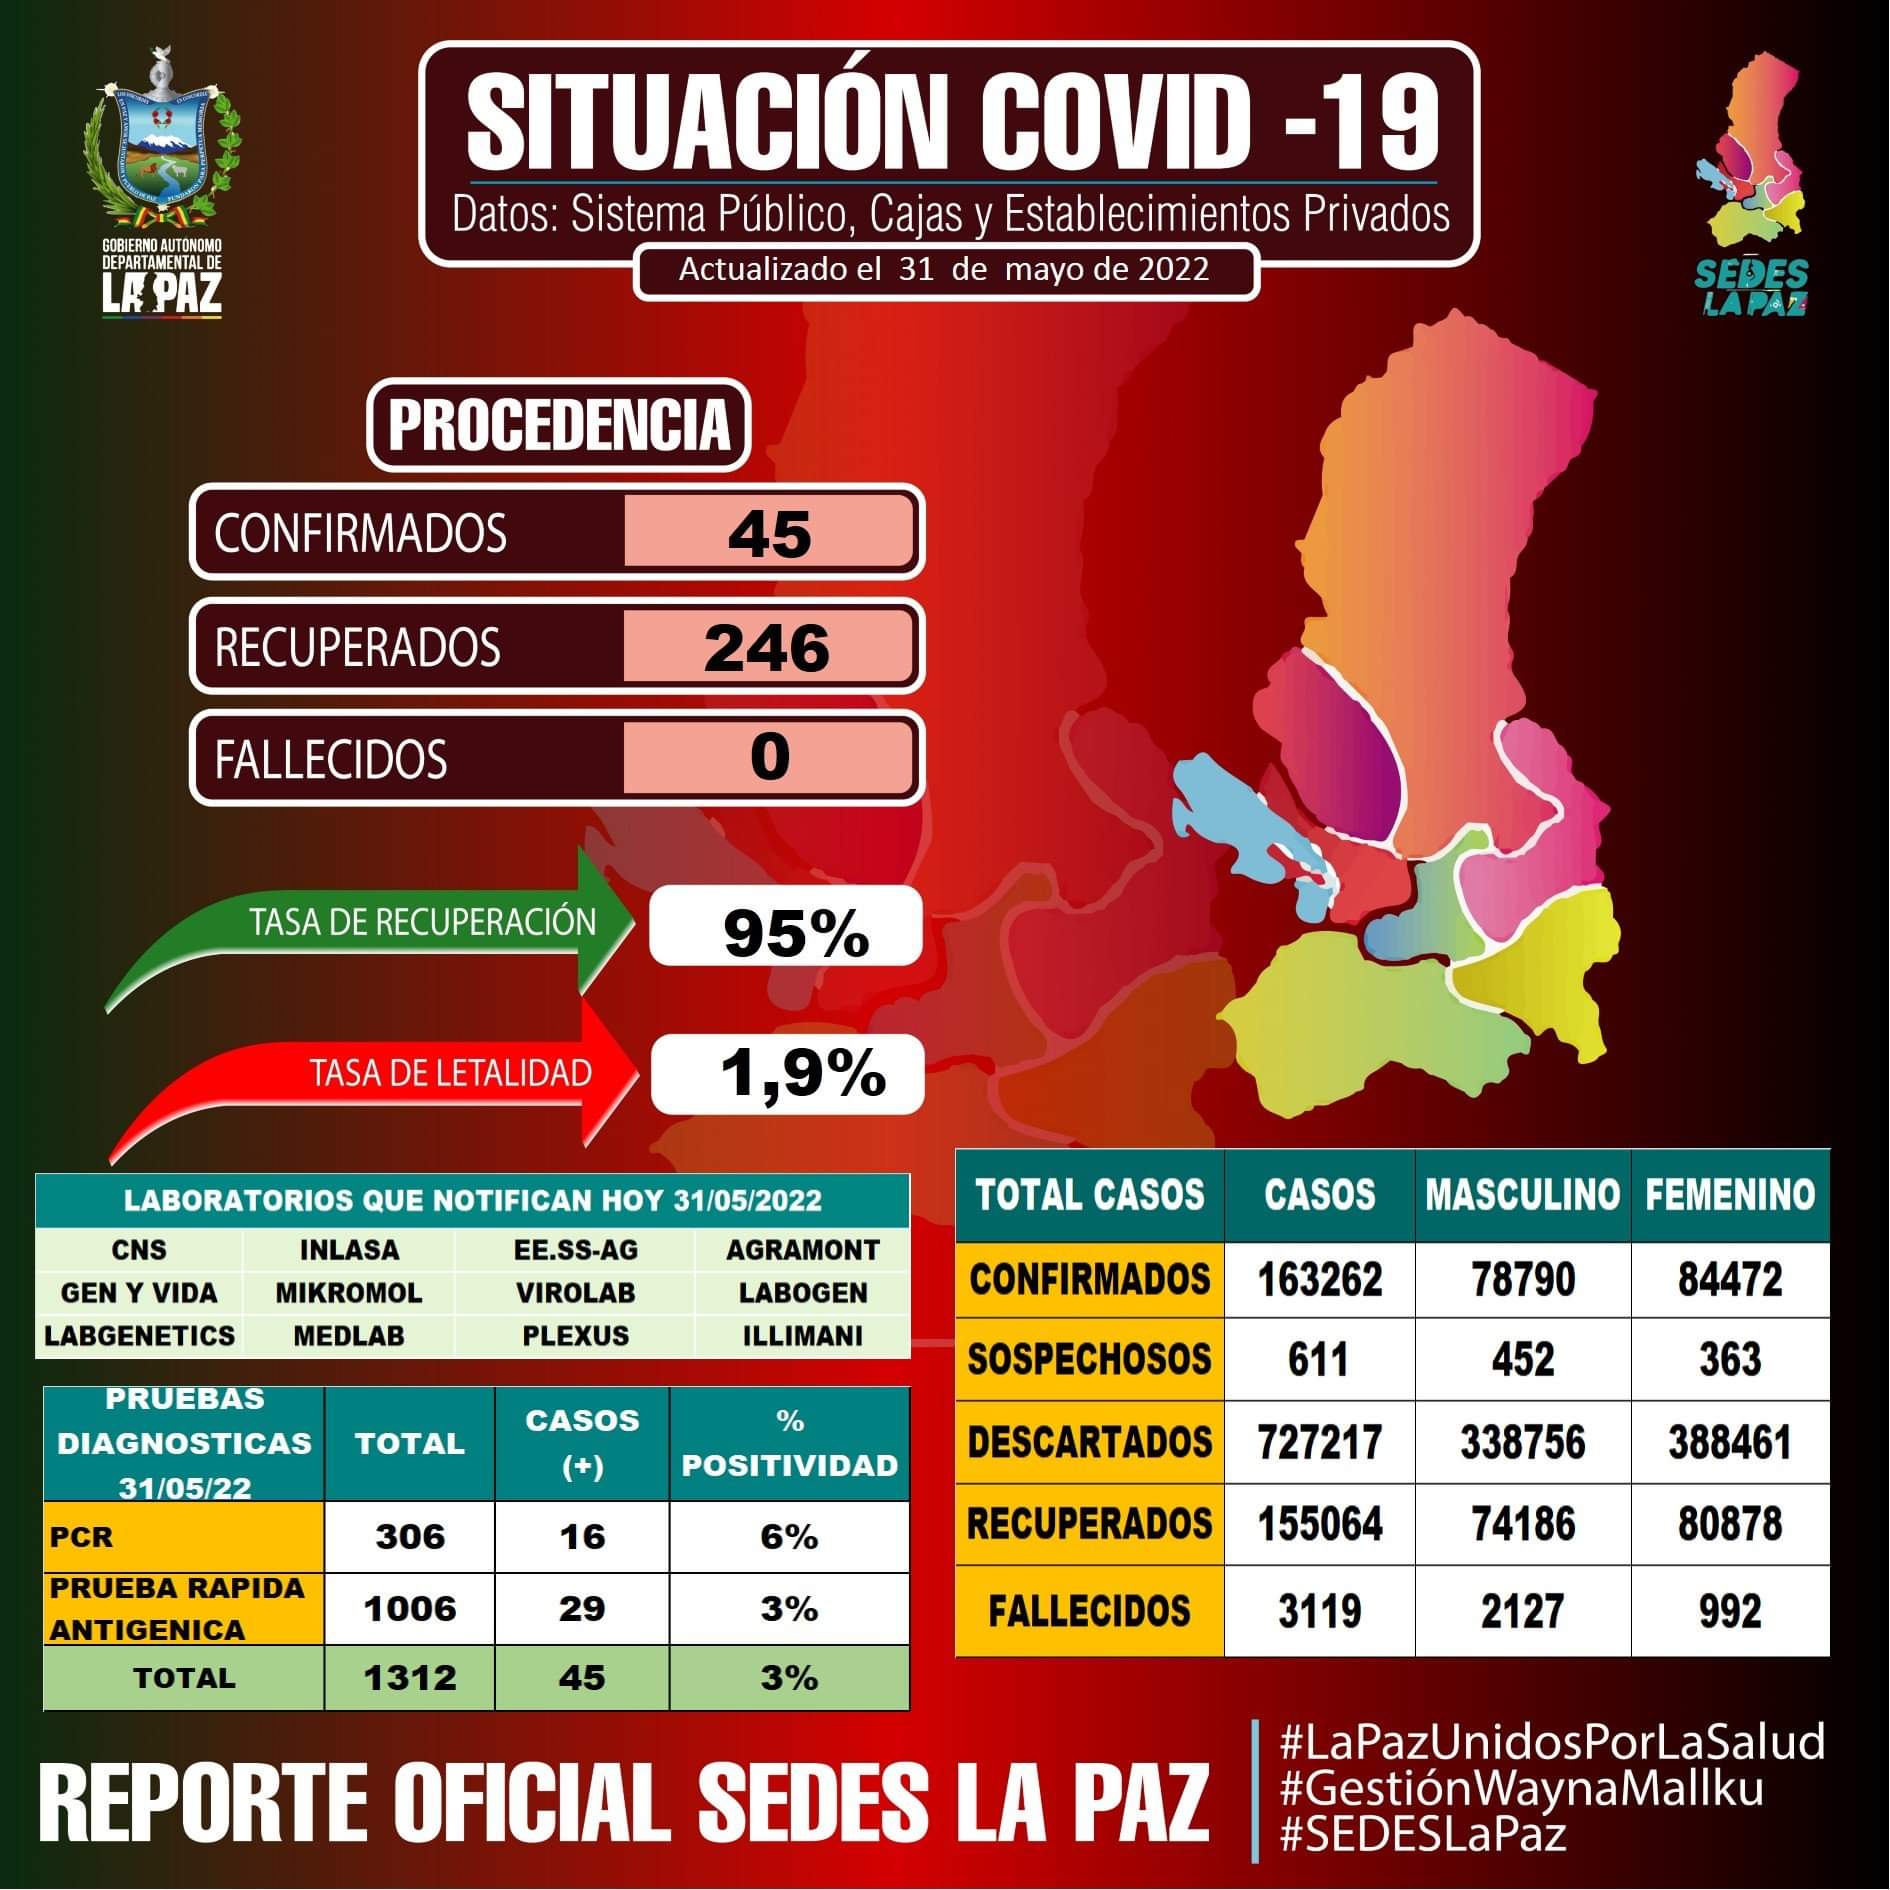 SITUACIÓN COVID -19
Datos: Sistema Público, Cajas y Establecimientos Privados
Actualizado el 31 de mayo de 2022
GOBIERNO AUTÓNOMO
DEPARTAMENTAL DE
LA PAZ
SEDES
LA PAZ
PROCEDENCIA
CONFIRMADOS 45
RECUPERADOS 246
FALLECIDOS 0
TASA DE RECUPERACIÓN 95%
TASA DE LETALIDAD 1,9%
LABORATORIOS QUE NOTIFICAN HOY 31/05/2022
CNS INLASA EE.SS-AG AGRAMONT
GEN Y VIDA MIKROMOL VIROLAB LABOGEN
LABGENETICS MEDLAB PLEXUS ILLIMANI
PRUEBAS
DIAGNOSTICAS
31/05/22
TOTAL
CASOS
(+)
%
POSITIVIDAD
PCR 306 16 6%
PRUEBA RAPIDA
ANTIGENICA
1006 29 3%
TOTAL 1312 45 3%
TOTAL CASOS CASOS MASCULINO FEMENINO
CONFIRMADOS 163262 78790 84472
SOSPECHOSOS 611 452 363
DESCARTADOS 727217 338756 388461
RECUPERADOS 155064 74186 80878
FALLECIDOS 3119 2127 992
REPORTE OFICIAL SEDES LA PAZ
#LaPazUnidosPorLaSalud
#GestiónWaynaMallku
#SEDESLaPaz